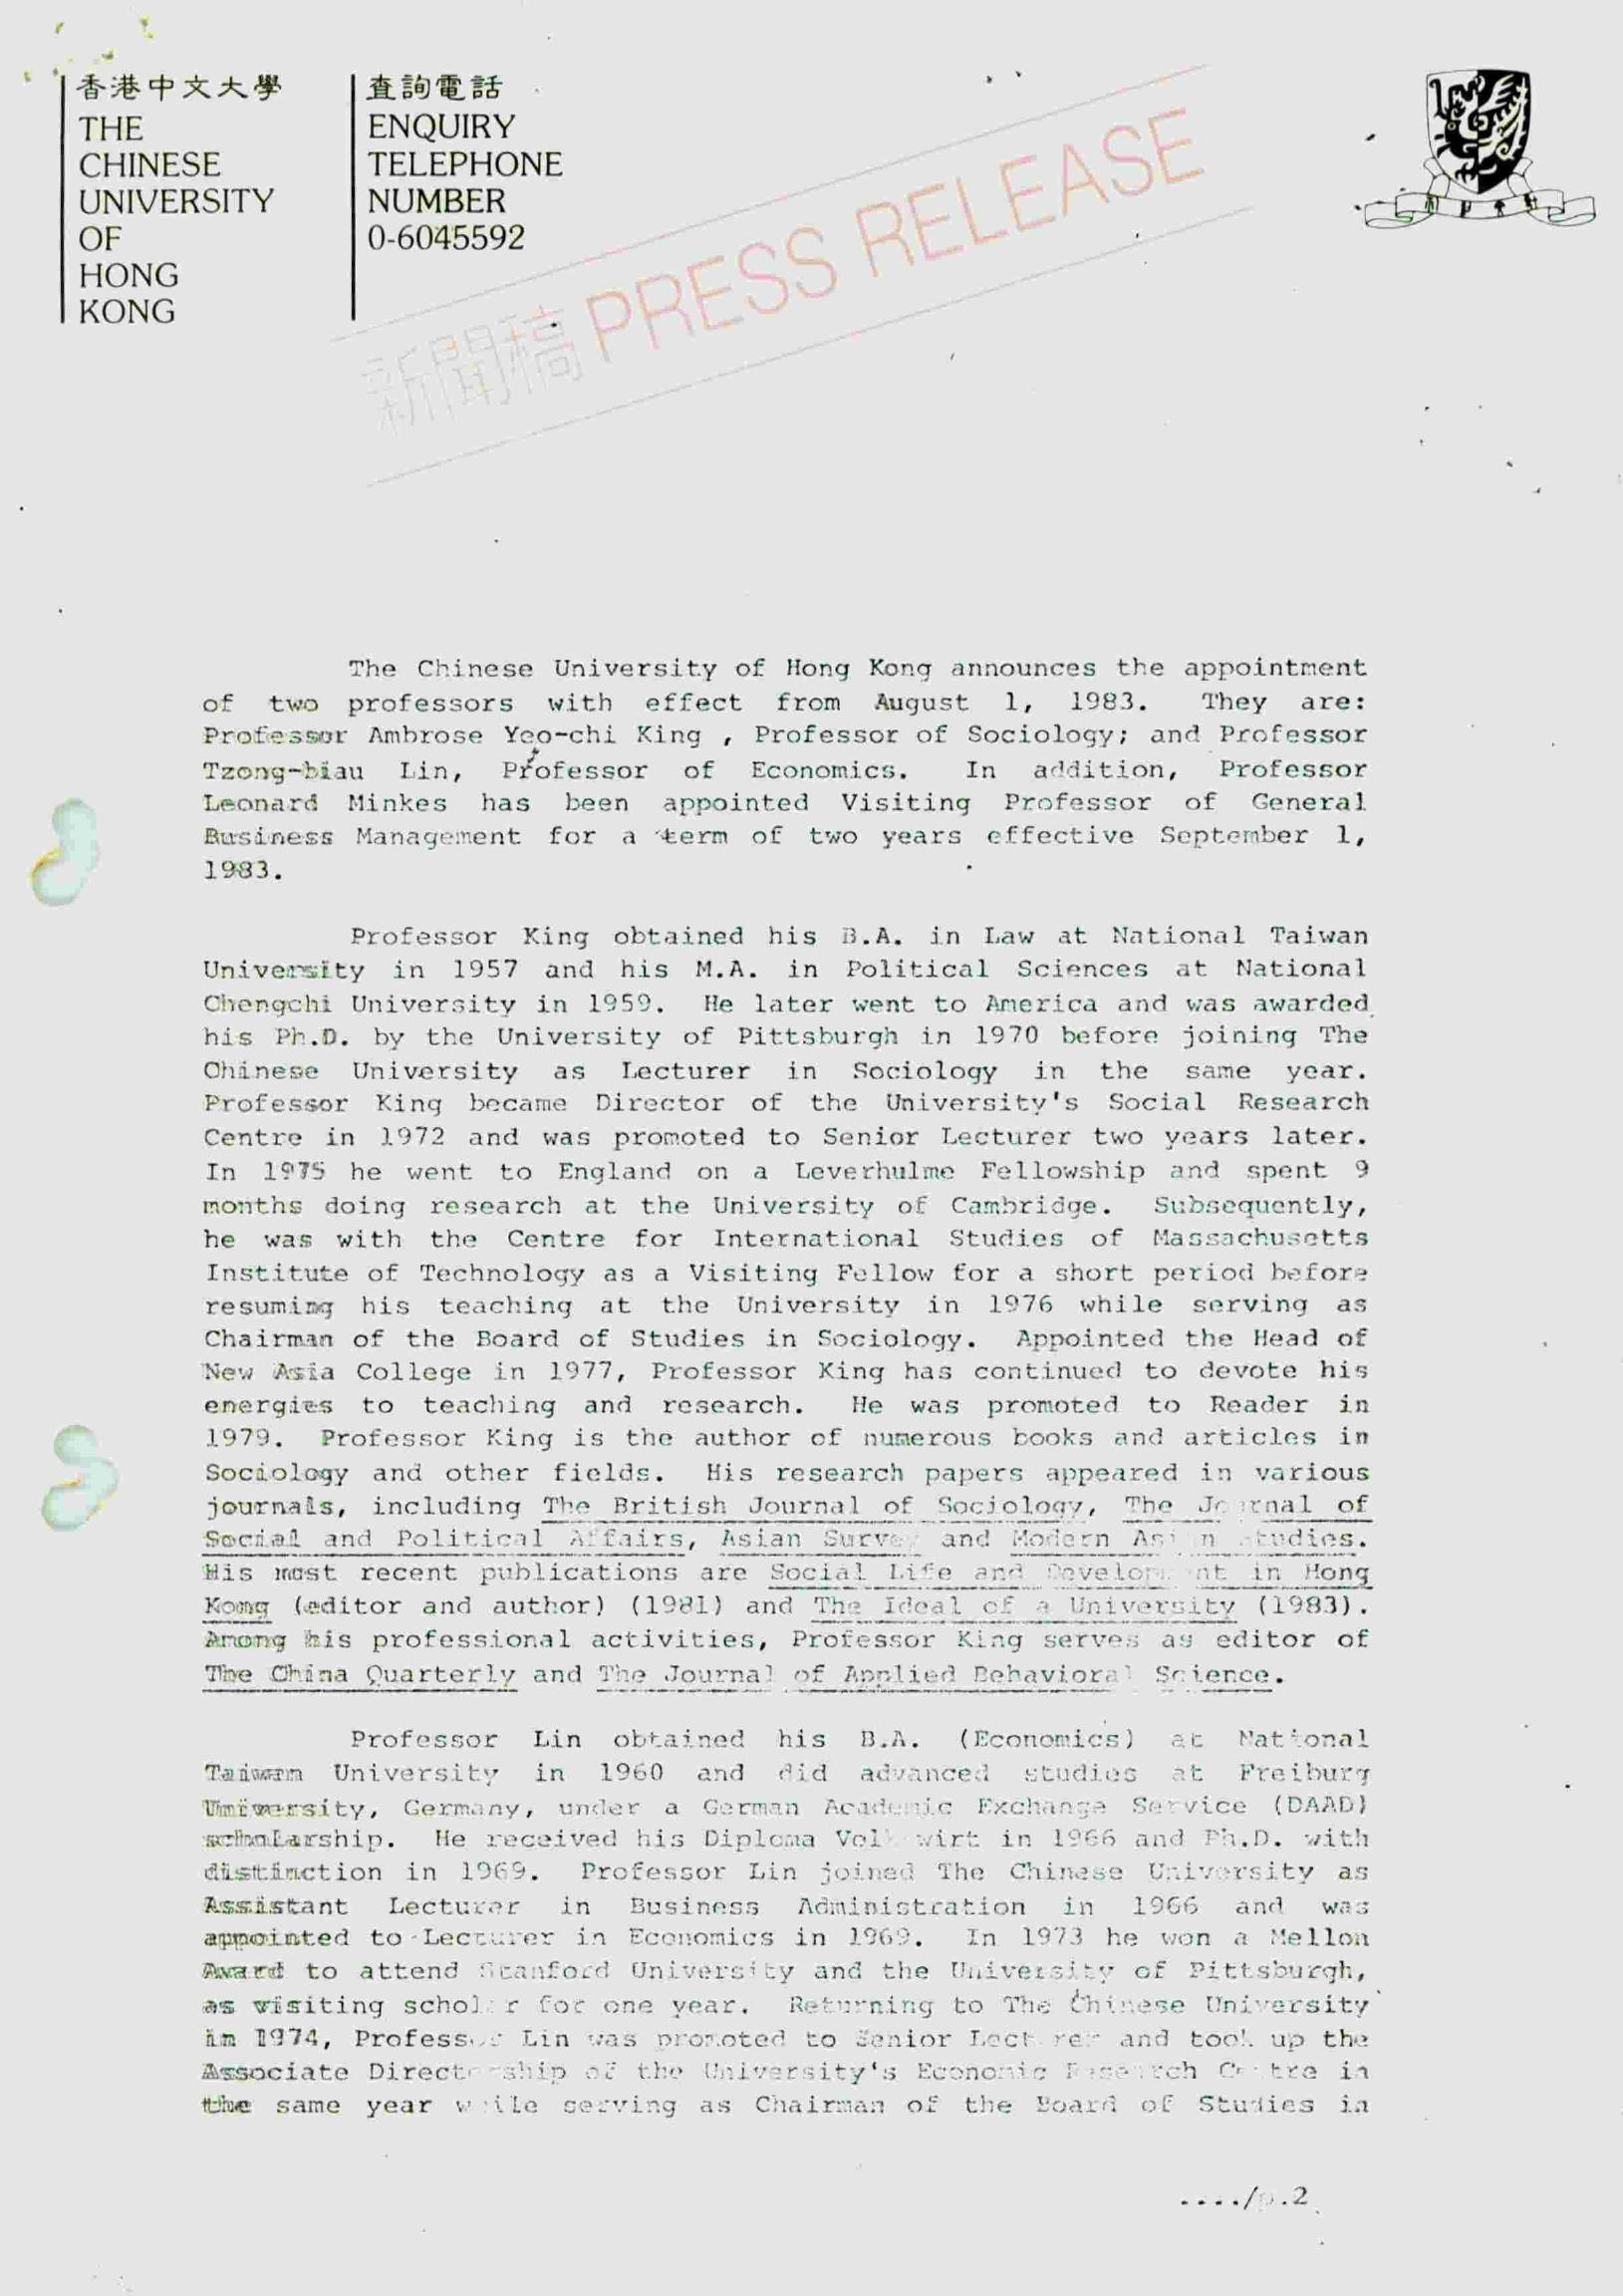 香港中文大學
THE
CHINESE
UNIVERSITY
OF
HONG
KONG
查詢電話
ENQUIRY
TELEPHONE
NUMBER
0-6045592
新聞稿 PRESS RELEASE
The Chinese University of Hong Kong announces the appointment
of two professors with effect from August 1, 1983. They are:
Professor Ambrose Yeo-chi King , Professor of Sociology; and Professor
Tzong-biau Lin, Professor of Economics. In addition, Professor
Leonard Minkes has been appointed Visiting Professor of General
Business Management for a term of two years effective September 1,
1983.
Professor King obtained his B.A. in Law at National Taiwan
University in 1957 and his M.A. in Political Sciences at National
Chengchi University in 1959. He later went to America and was awarded
his Ph.D. by the University of Pittsburgh in 1970 before joining The
Chinese University as Lecturer in Sociology in the same year.
Professor King became Director of the University's Social Research
Centre in 1972 and was promoted to Senior Lecturer two years later.
In 1975 he went to England on a Leverhulme Fellowship and spent 9
months doing research at the University of Cambridge. Subsequently,
he was with the Centre for International Studies of Massachusetts
Institute of Technology as a Visiting Fellow for a short period before
resuming his teaching at the University in 1976 while serving as
Chairman of the Board of Studies in Sociology. Appointed the Head of
New Asia College in 1977, Professor King has continued to devote his
energies to teaching and research. He was promoted to Reader in
1979. Professor King is the author of numerous books and articles in
Sociology and other fields. His research papers appeared in various
journals, including The British Journal of Sociology, The Journal of
Social and Political Affairs, Asian Survey and Modern Asian Studies.
His most recent publications are Social Life and Development in Hong
Kong (editor and author) (1981) and The Ideal of a University (1983).
Among his professional activities, Professor King serves as editor of
The China Quarterly and The Journal of Applied Behavioral Science.
Professor Lin obtained his B.A. (Economics) at National
Taiwan University in 1960 and did advanced studies at Freiburg
University, Germany, under a German Academic Exchange Service (DAAD)
scholarship. He received his Diploma Volkswirt in 1966 and Ph.D. with
distinction in 1969. Professor Lin joined The Chinese University as
Assistant Lecturer in Business Administration in 1966 and was
appointed to Lecturer in Economics in 1969. In 1973 he won a Mellon
Award to attend Stanford University and the University of Pittsburgh,
as visiting scholar for one year. Returning to The Chinese University
in 1974, Professor Lin was promoted to Senior Lecturer and took up the
Associate Directorship of the University's Economic Research Centre in
the same year while serving as Chairman of the Board of Studies in
..../p.2